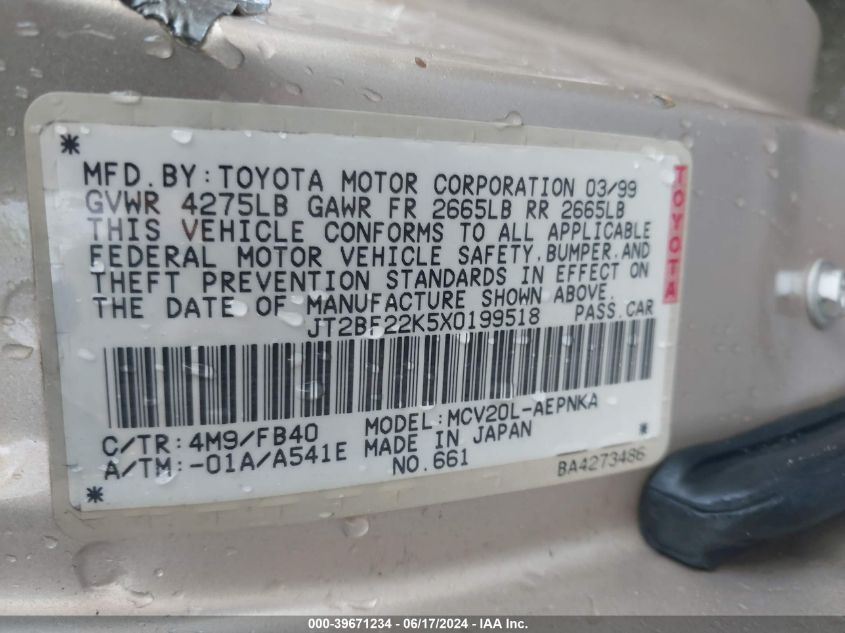 MFD.BY:TOYOTA MOTOR CORPORATION 03/99
GVWR 4275LB GAWR FR 2665LB RR 2665LB
THIS VEHICLE CONFORMS TO ALL APPLICABLE
FEDERAL MOTOR VEHICLE SAFETY,BUMPER,AND
THEFT PREVENTION STANDARDS IN EFFECT ON
THE DATE OF MANUFACTURE SHOWN ABOVE.
JT2BF22K5X0199518 PASS.CAR
TOYOTA
C/TR:4M9/FB40 MODEL:MCV20L-AEPNKA
A/TM:-01A/A541E MADE IN JAPAN
NO.661 BA4273486
000-39671234 / 06/17/2024 - IAA Inc.